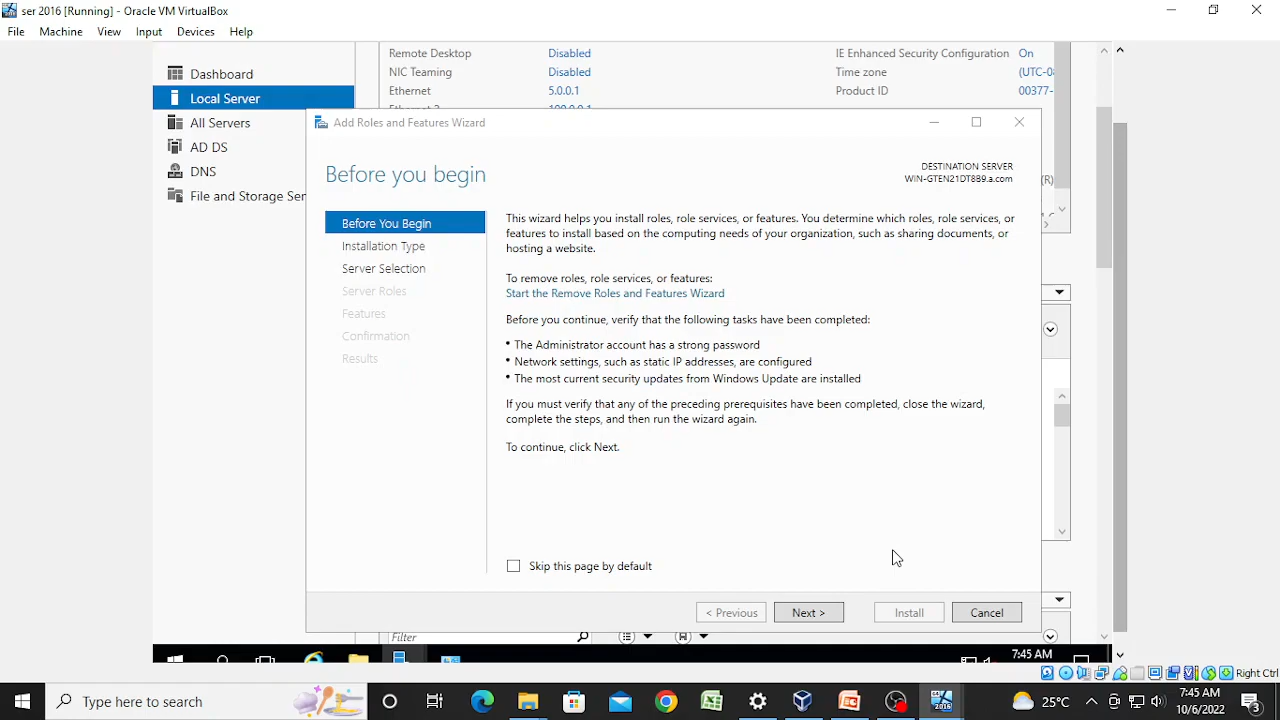 ser 2016 [Running] - Oracle VM VirtualBox
File Machine View Input Devices Help
Remote Desktop Disabled IE Enhanced Security Configuration On
NIC Teaming Disabled Time zone (UTC-08
Ethernet 5.0.0.1 Product ID 00377-
Dashboard
Local Server
All Servers
AD DS
DNS
File and Storage Ser
Add Roles and Features Wizard
Before you begin
DESTINATION SERVER
WIN-GTEN21DT8B9.a.com
(R)
Before You Begin
Installation Type
Server Selection
Server Roles
Features
Confirmation
Results
This wizard helps you install roles, role services, or features. You determine which roles, role services, or
features to install based on the computing needs of your organization, such as sharing documents, or
hosting a website.
To remove roles, role services, or features:
Start the Remove Roles and Features Wizard
Before you continue, verify that the following tasks have been completed:
• The Administrator account has a strong password
• Network settings, such as static IP addresses, are configured
• The most current security updates from Windows Update are installed
If you must verify that any of the preceding prerequisites have been completed, close the wizard,
complete the steps, and then run the wizard again.
To continue, click Next.
Skip this page by default
< Previous Next > Install Cancel
Filter
7:45 AM
Right Ctrl
Type here to search
25°C
7:45 AM
10/6/2022
3